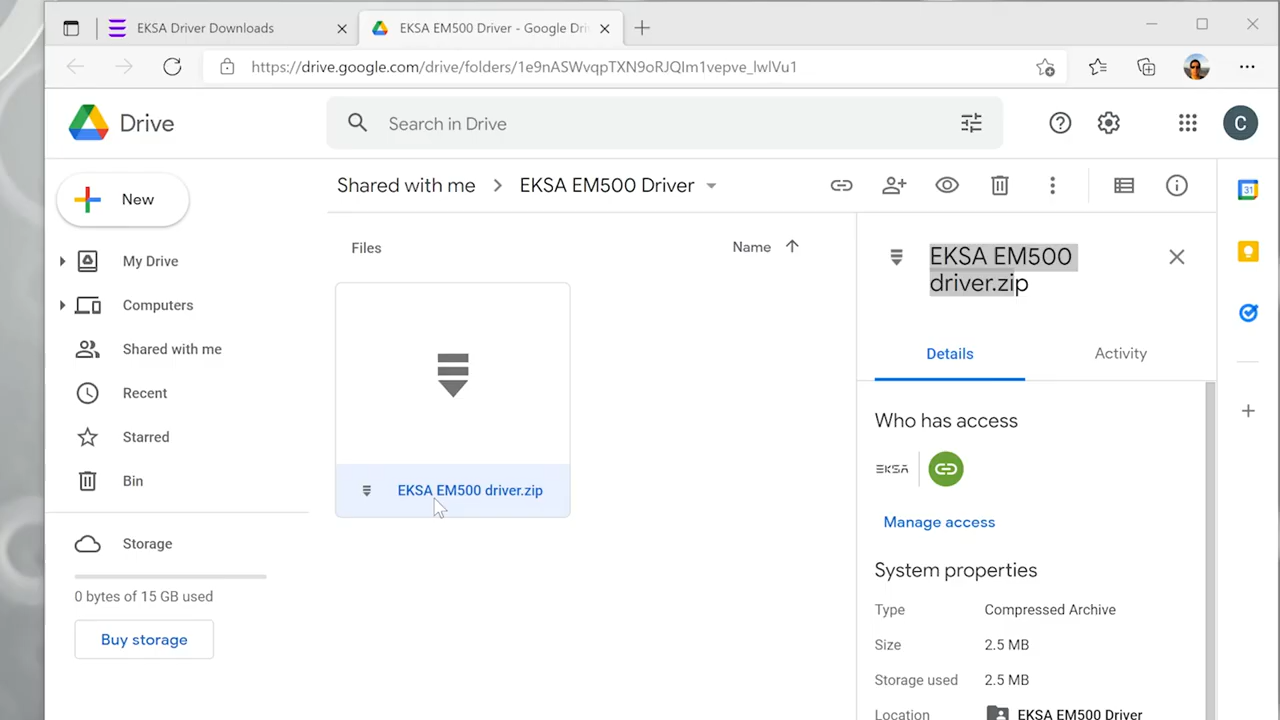 EKSA Driver Downloads
EKSA EM500 Driver - Google Dri
https://drive.google.com/drive/folders/1e9nASWvqpTXN9oRJQIm1vepve_lwlVu1
Drive
Search in Drive
C
New
Shared with me
EKSA EM500 Driver
31
My Drive
Computers
Shared with me
Recent
Starred
Bin
Storage
0 bytes of 15 GB used
Buy storage
Files
Name
EKSA EM500 driver.zip
EKSA EM500
driver.zip
Details
Activity
Who has access
EKSA
Manage access
System properties
Type
Compressed Archive
Size
2.5 MB
Storage used
2.5 MB
Location
EKSA EM500 Driver